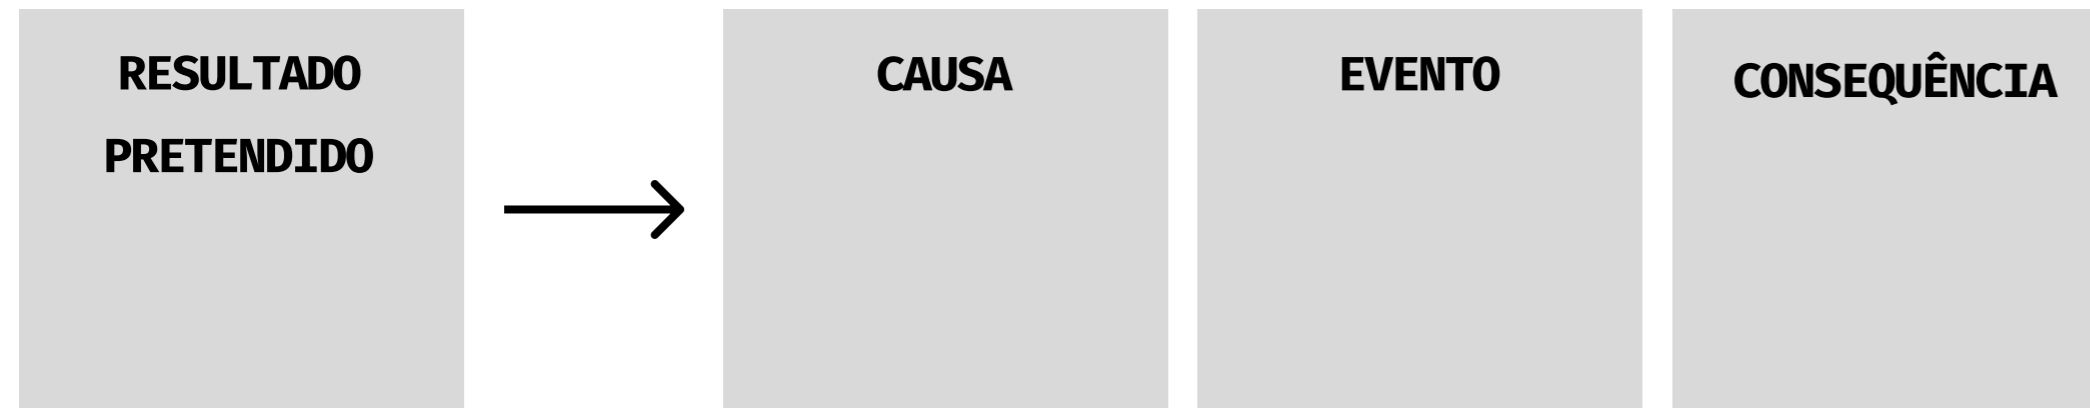 RESULTADO
PRETENDIDO
CAUSA
EVENTO
CONSEQUÊNCIA